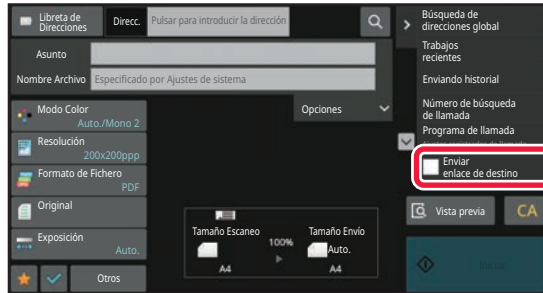 Libreta de
Direcciones
Direcc.
Pulsar para introducir la dirección
Asunto
Nombre Archivo
Especificado por Ajustes de sistema
Opciones
Modo Color
Auto./Mono 2
Resolución
200x200ppp
Formato de Fichero
PDF
Original
Exposición
Auto.
Otros
Tamaño Escaneo
A4
100%
Tamaño Envío
Auto.
A4
Búsqueda de
direcciones global
Trabajos
recientes
Enviando historial
Número de búsqueda
de llamada
Programa de llamada
Enviar
enlace de destino
Vista previa
CA